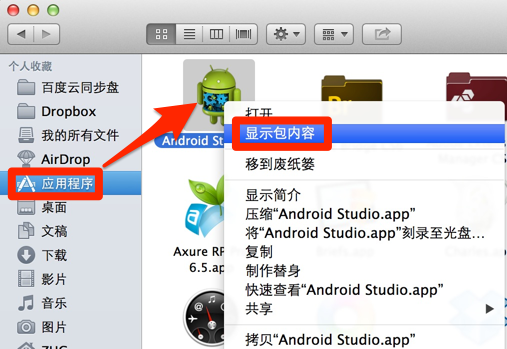 个人收藏
百度云同步盘
Dropbox
我的所有文件
AirDrop
应用程序
桌面
文稿
下载
影片
音乐
图片
Android St
Axure RP
6.5.app
打开
显示包内容
移到废纸篓
显示简介
压缩“Android Studio.app”
将“Android Studio.app”刻录至光盘...
复制
制作替身
快速查看“Android Studio.app”
共享
拷贝“Android Studio.app”